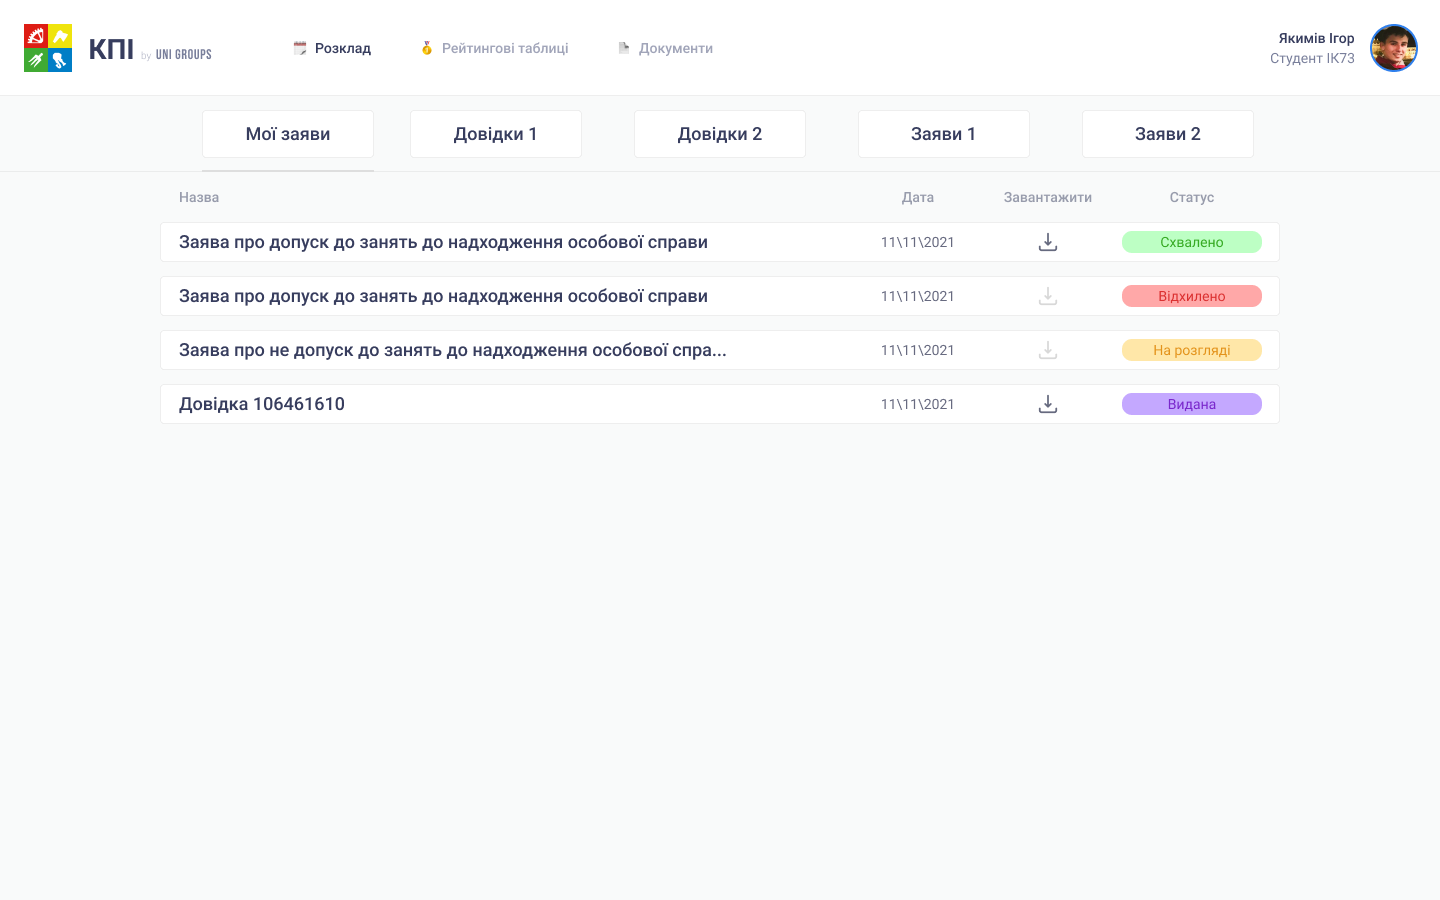 КПІ by UNI GROUPS
Розклад
Рейтингові таблиці
Документи
Якимів Ігор
Студент ІК73
Мої заяви
Довідки 1
Довідки 2
Заяви 1
Заяви 2
Назва Дата Завантажити Статус
Заява про допуск до занять до надходження особової справи 11\11\2021 Схвалено
Заява про допуск до занять до надходження особової справи 11\11\2021 Відхилено
Заява про не допуск до занять до надходження особової спра... 11\11\2021 На розгляді
Довідка 106461610 11\11\2021 Видана